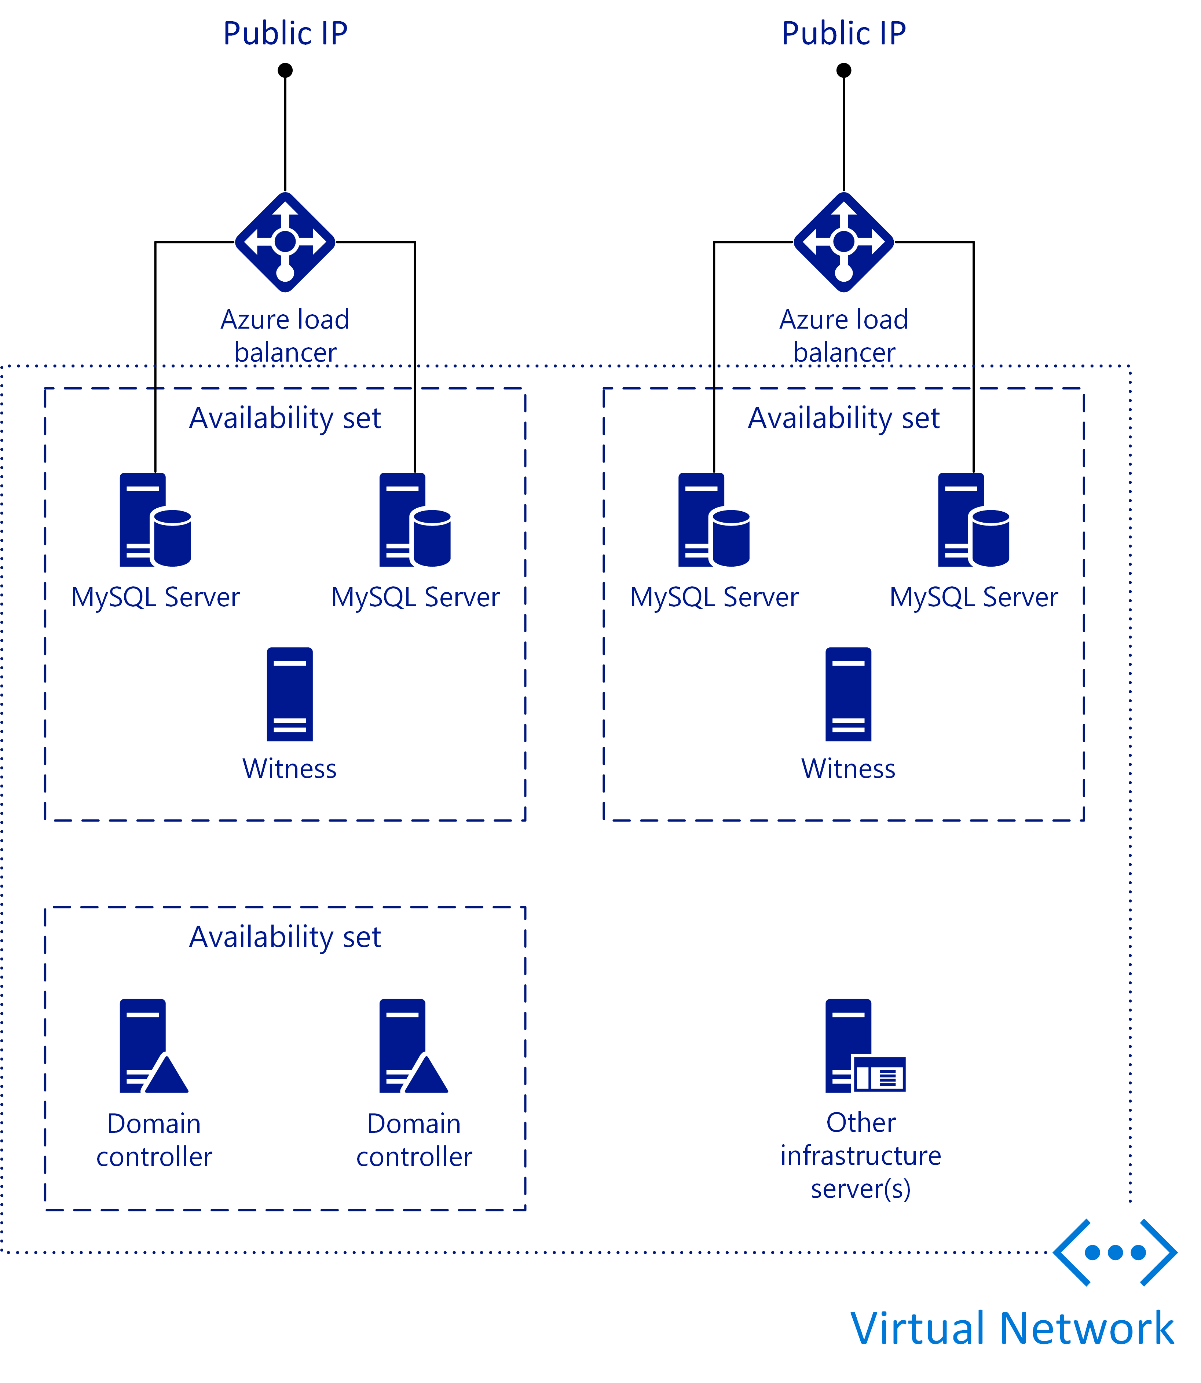 Public IP
Public IP
Azure load
balancer
Azure load
balancer
Availability set
Availability set
MySQL Server
MySQL Server
MySQL Server
MySQL Server
Witness
Witness
Availability set
Domain
controller
Domain
controller
Other
infrastructure
server(s)
Virtual Network